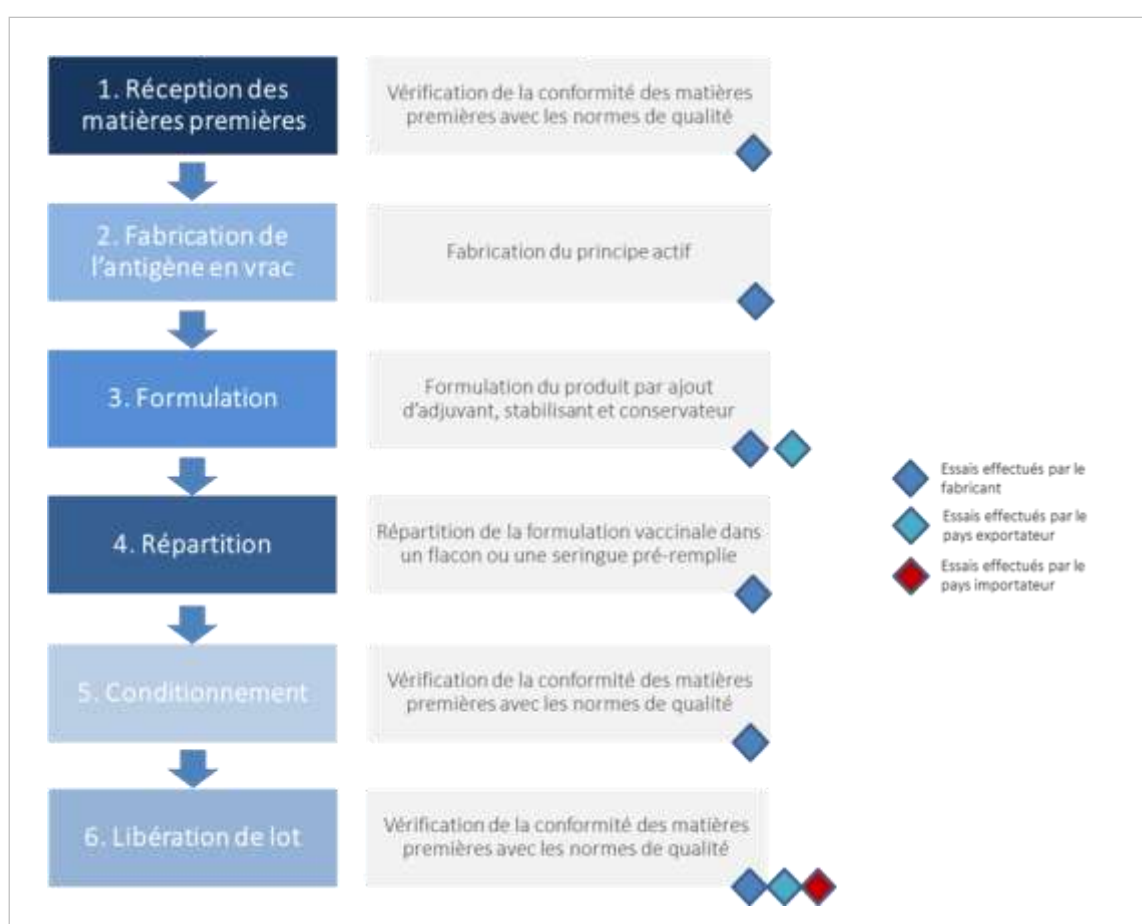 1. Réception des
matières premières
Vérification de la conformité des matières
premières avec les normes de qualité
2. Fabrication de
l'antigène en vrac
Fabrication du principe actif
3. Formulation
Formulation du produit par ajout
d'adjuvant, stabilisant et conservateur
4. Répartition
Répartition de la formulation vaccinale dans
un flacon ou une seringue pré-remplie
5. Conditionnement
Vérification de la conformité des matières
premières avec les normes de qualité
6. Libération de lot
Vérification de la conformité des matières
premières avec les normes de qualité
Essais effectués par le
fabricant
Essais effectués par le
pays exportateur
Essais effectués par le
pays importateur